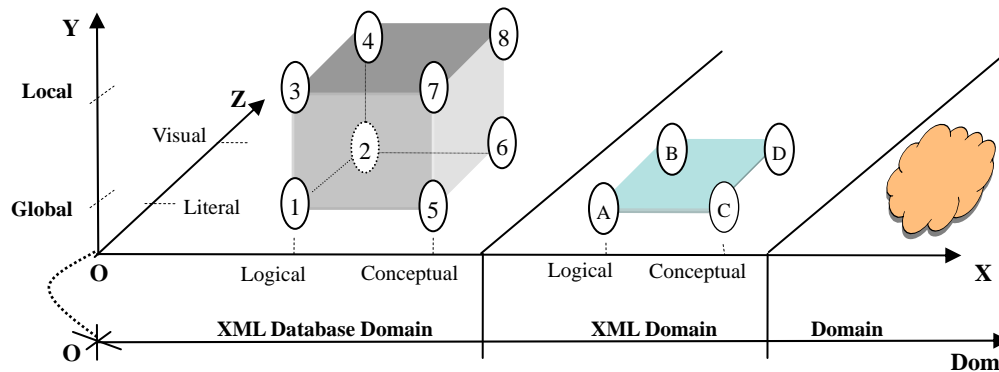 Y
4
8
3
7
Local
Z
Visual
2
6
B
D
Global
Literal
1
5
A
C
O
Logical
Conceptual
Logical
Conceptual
X
XML Database Domain
XML Domain
Domain
O
Dom